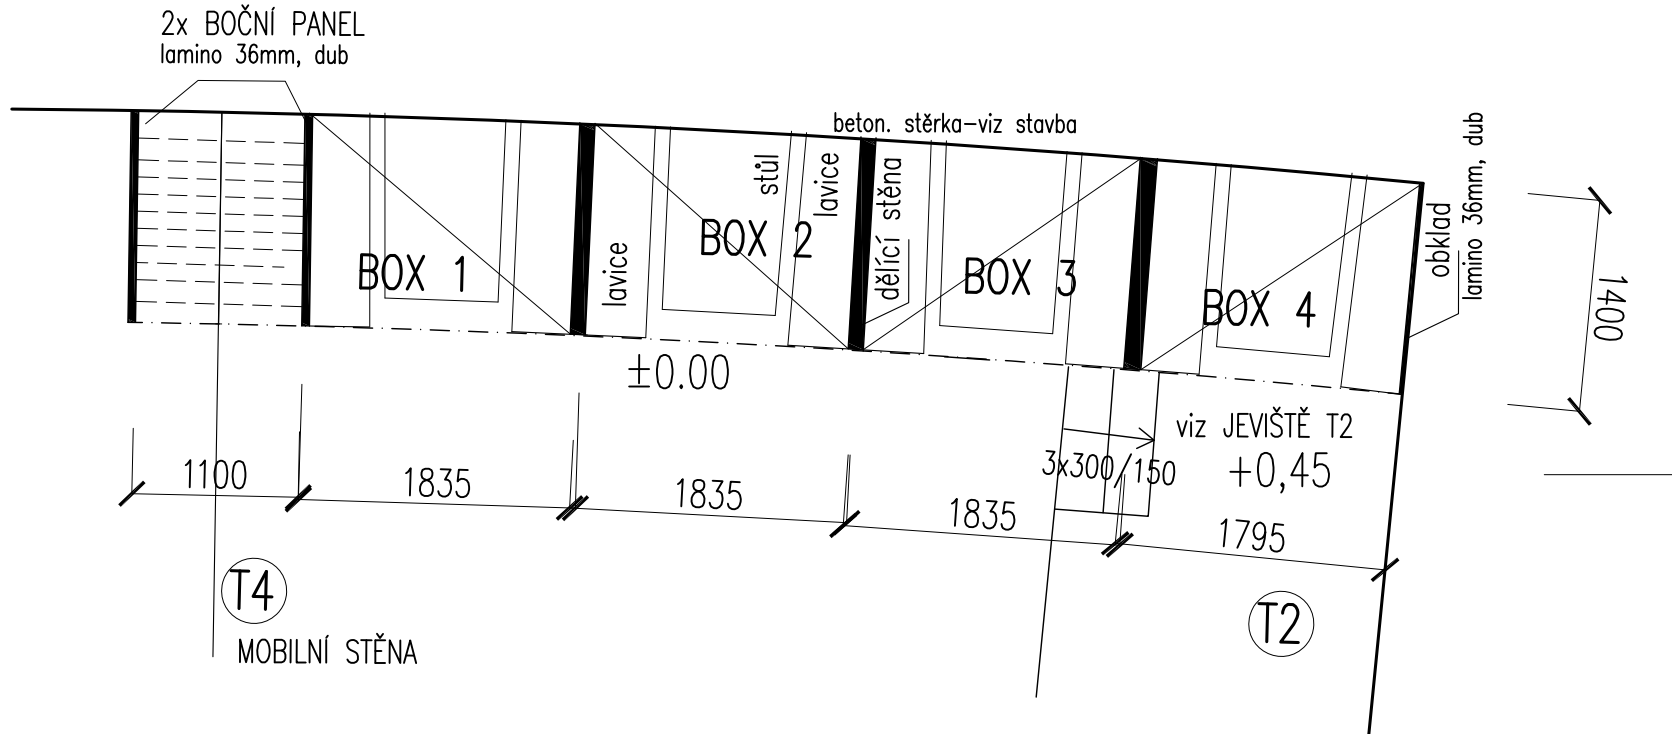 2x BOČNÍ PANEL
lamino 36mm, dub
beton. stěrka-viz stavba
BOX 1
lavice
BOX 2
stůl
lavice
dělící stěna
BOX 3
BOX 4
obklad
lamino 36mm, dub
1400
±0.00
viz JEVIŠTĚ T2
+0,45
3x300/150
1100
1835
1835
1835
1795
T4
MOBILNÍ STĚNA
T2